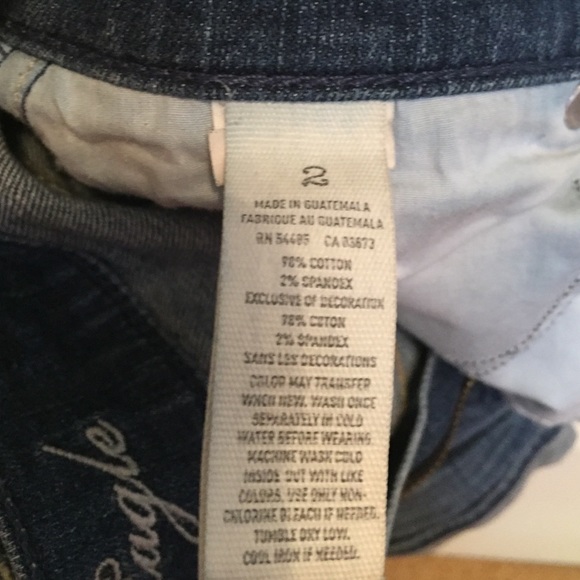 2
MADE IN GUATEMALA
FABRIQUE AU GUATEMALA
RN 54485 CA 03673
98% COTTON
2% SPANDEX
EXCLUSIVE OF DECORATION
98% COTON
2% SPANDEX
SANS LES DECORATIONS
COLOR MAY TRANSFER
WHEN NEW. WASH ONCE
SEPARATELY IN COLD
WATER BEFORE WEARING.
MACHINE WASH COLD
INSIDE OUT WITH LIKE
COLORS. USE ONLY NON-
CHLORINE BLEACH IF NEEDED.
TUMBLE DRY LOW.
COOL IRON IF NEEDED.
Eagle